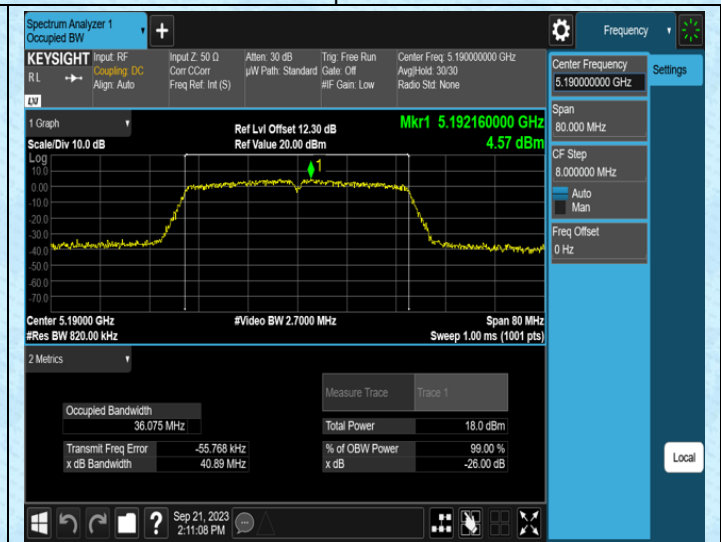 Spectrum Analyzer 1
Occupied BW
+
Frequency
KEYSIGHT
RL
Input: RF
Coupling: DC
Align: Auto
Input Z: 50 Ω
Corr CCorr
Freq Ref: Int (S)
Atten: 30 dB
µW Path: Standard
Trig: Free Run
Gate: Off
#IF Gain: Low
Center Freq: 5.190000000 GHz
Avg|Hold: 30/30
Radio Std: None
LXI
Center Frequency
5.190000000 GHz
Settings
Span
80.000 MHz
CF Step
8.000000 MHz
Auto
Man
Freq Offset
0 Hz
1 Graph
Scale/Div 10.0 dB
Ref Lvl Offset 12.30 dB
Ref Value 20.00 dBm
Mkr1 5.192160000 GHz
4.57 dBm
Log
10.0
0.00
-10.0
-20.0
-30.0
-40.0
-50.0
-60.0
-70.0
1
Center 5.19000 GHz
#Video BW 2.7000 MHz
Span 80 MHz
#Res BW 820.00 kHz
Sweep 1.00 ms (1001 pts)
2 Metrics
Measure Trace
Trace 1
Occupied Bandwidth
36.075 MHz
Total Power
18.0 dBm
Transmit Freq Error
-55.768 kHz
% of OBW Power
99.00 %
x dB Bandwidth
40.89 MHz
x dB
-26.00 dB
Local
?
Sep 21, 2023
2:11:08 PM